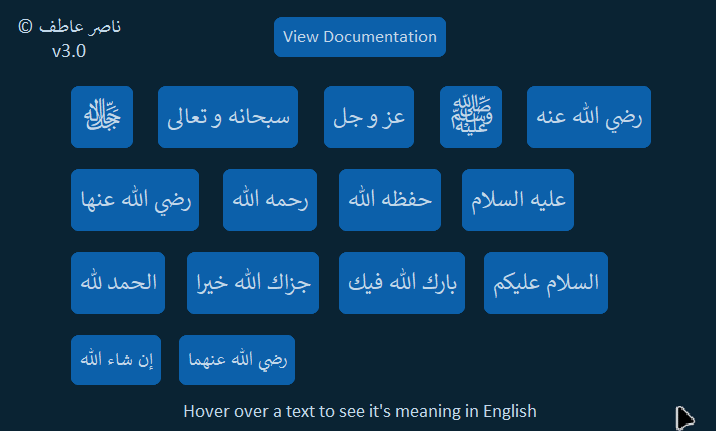 ناصر عاطف ©
v3.0
View Documentation
ﷻ
سبحانه و تعالى
عز و جل
ﷺ
رضي الله عنه
رضي الله عنها
رحمه الله
حفظه الله
عليه السلام
الحمد لله
جزاك الله خيرا
بارك الله فيك
السلام عليكم
إن شاء الله
رضي الله عنهما
Hover over a text to see it's meaning in English